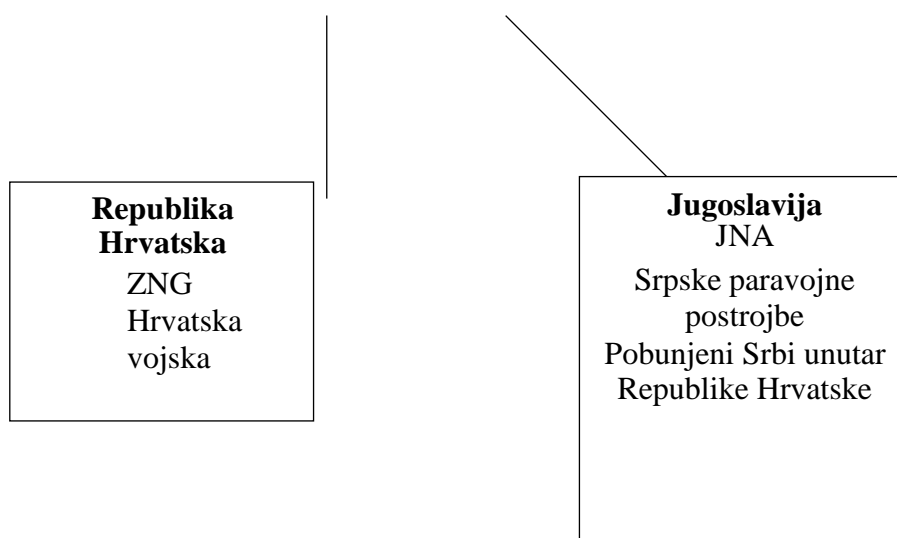 Republika
Hrvatska
ZNG
Hrvatska
vojska
Jugoslavija
JNA
Srpske paravojne
postrojbe
Pobunjeni Srbi unutar
Republike Hrvatske